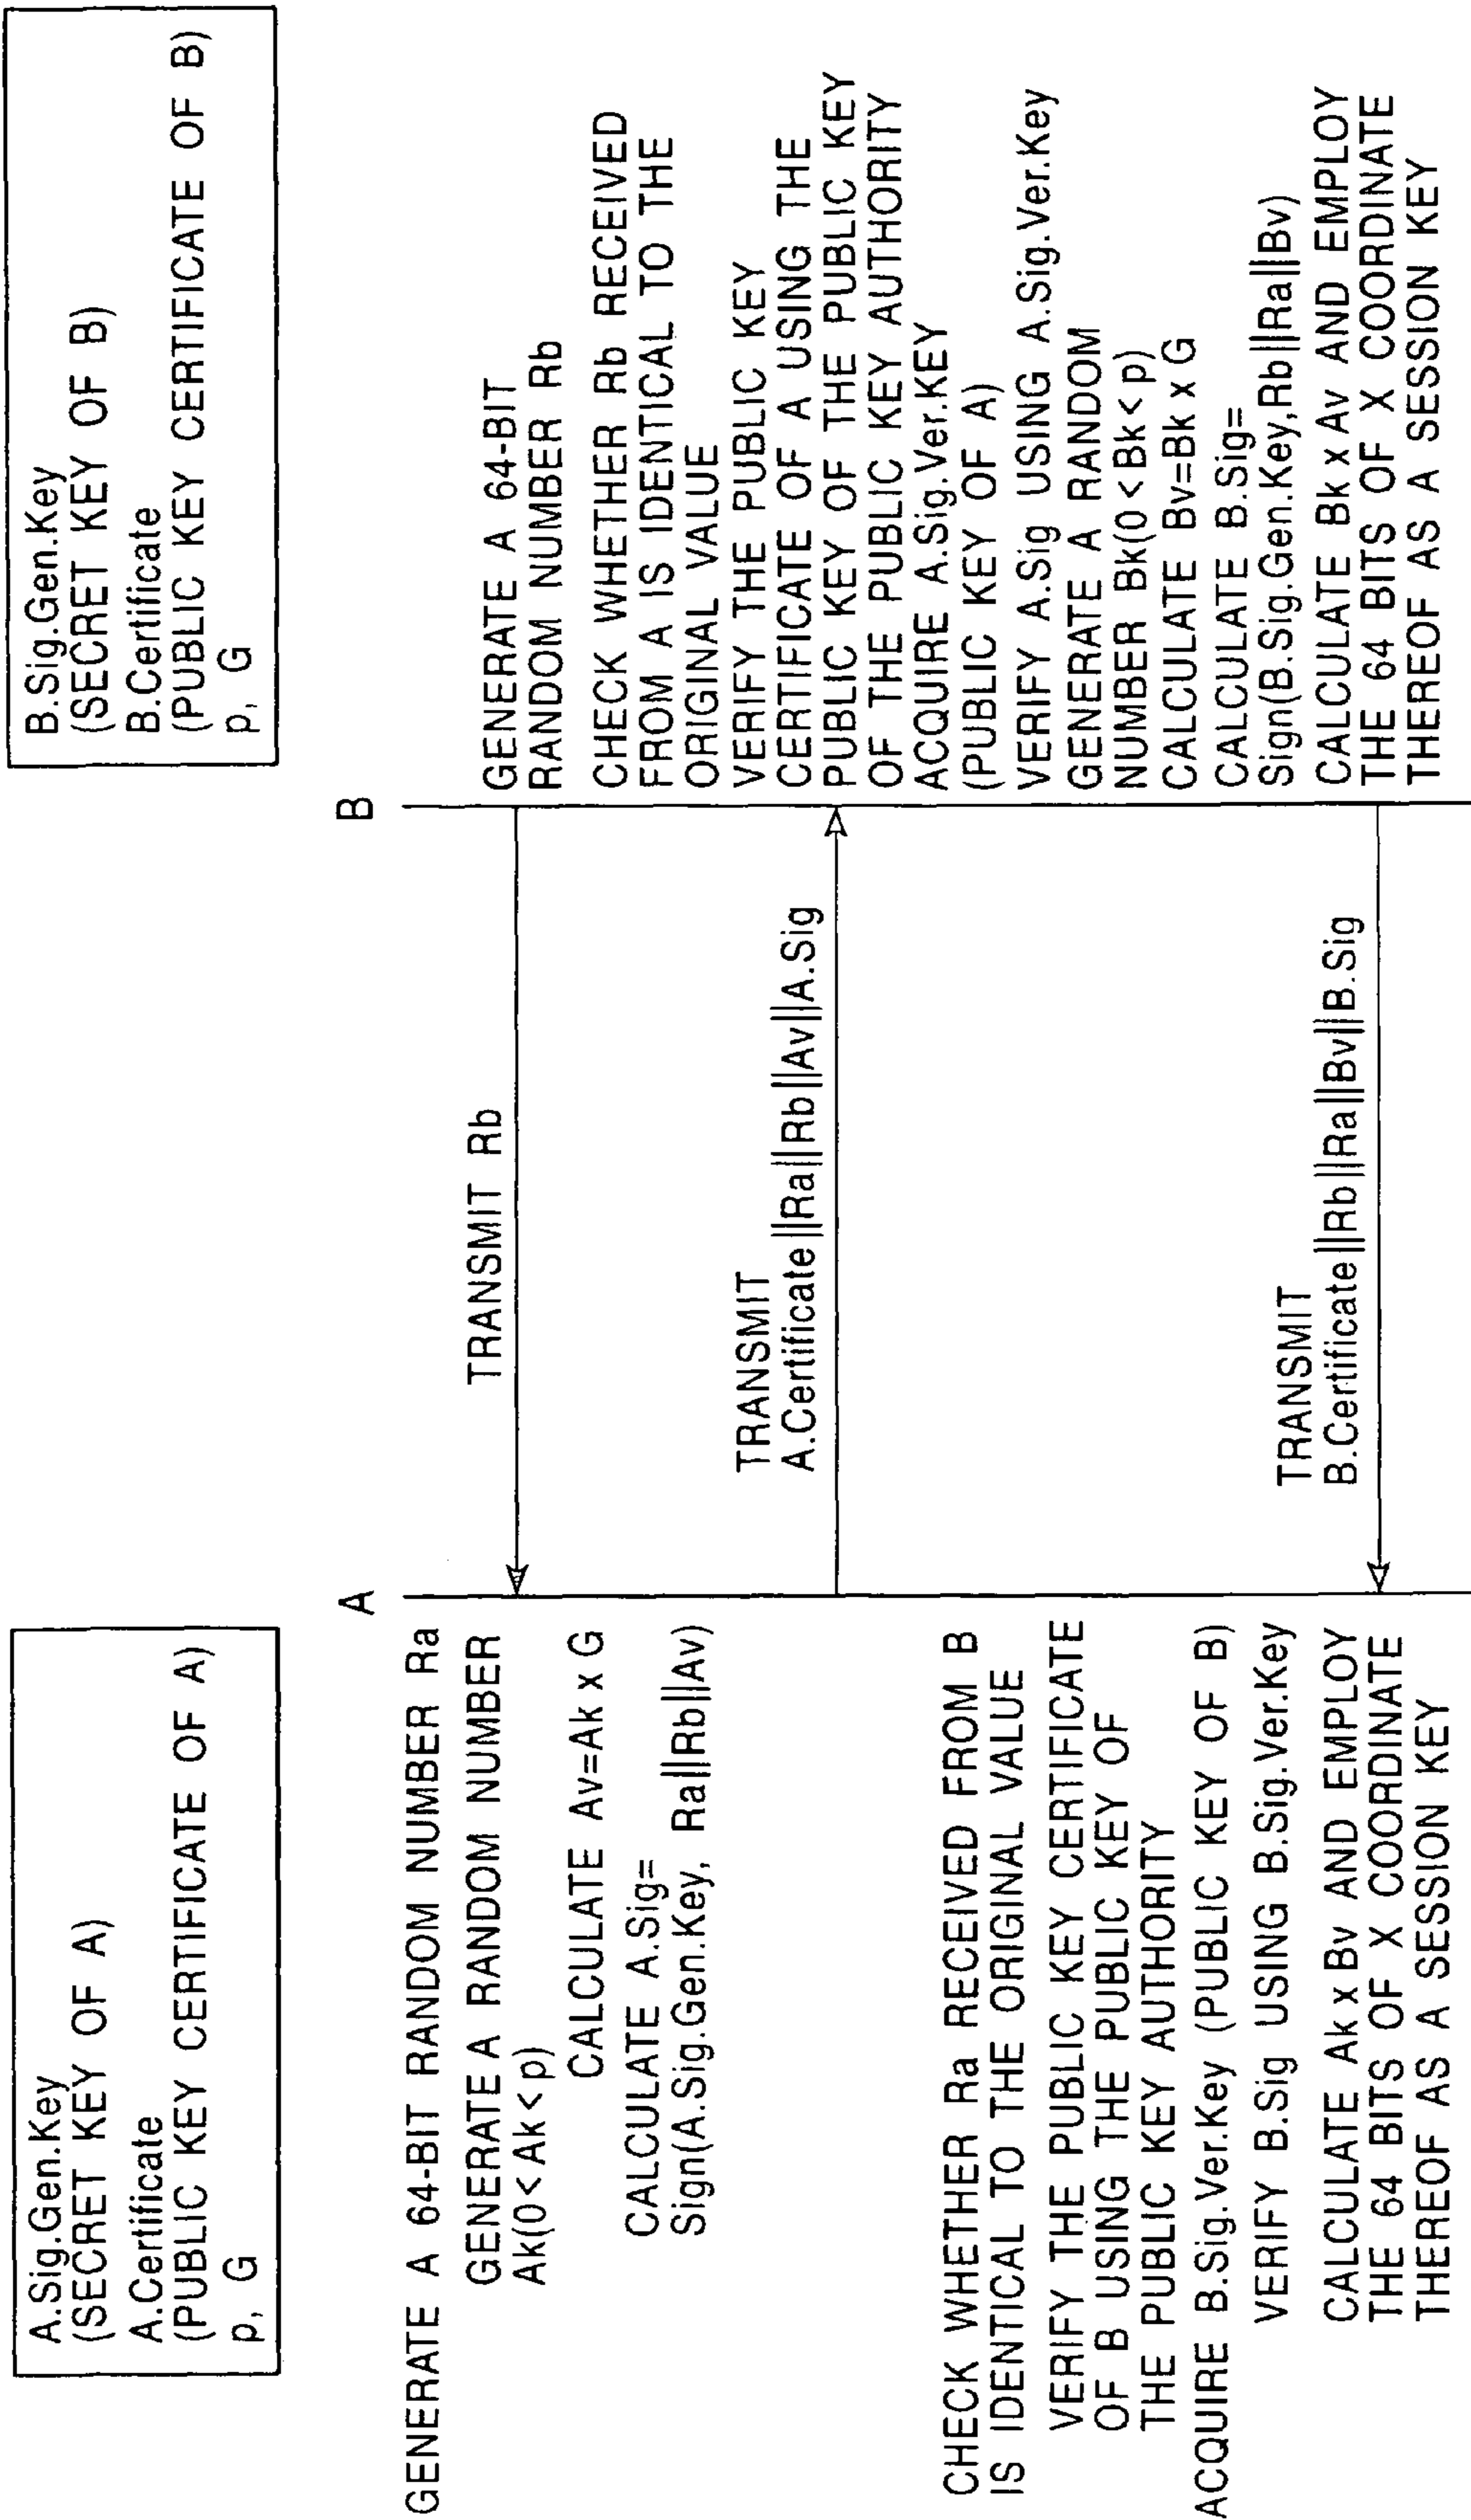 A.Sig.Gen.Key
(SECRET KEY OF A)
A.Certificate
(PUBLIC KEY CERTIFICATE OF A)
p, G
B.Sig.Gen.Key
(SECRET KEY OF B)
B.Certificate
(PUBLIC KEY CERTIFICATE OF B)
p, G
A
B
GENERATE A 64-BIT RANDOM NUMBER Ra
GENERATE A RANDOM NUMBER
Ak(0<Ak<p)
CALCULATE Av=Ak x G
CALCULATE A.Sig=
Sign(A.Sig.Gen.Key, Ra||Rb||Av)
CHECK WHETHER Ra RECEIVED FROM B
IS IDENTICAL TO THE ORIGINAL VALUE
VERIFY THE PUBLIC KEY CERTIFICATE
OF B USING THE PUBLIC KEY OF
THE PUBLIC KEY AUTHORITY
ACQUIRE B.Sig.Ver.Key (PUBLIC KEY OF B)
VERIFY B.Sig USING B.Sig.Ver.Key
CALCULATE Ak x Bv AND EMPLOY
THE 64 BITS OF X COORDINATE
THEREOF AS A SESSION KEY
TRANSMIT Rb
TRANSMIT
A.Certificate||Ra||Rb||Av||A.Sig
TRANSMIT
B.Certificate||Rb||Ra||Bv||B.Sig
GENERATE A 64-BIT
RANDOM NUMBER Rb
CHECK WHETHER Rb RECEIVED
FROM A IS IDENTICAL TO THE
ORIGINAL VALUE
VERIFY THE PUBLIC KEY
CERTIFICATE OF A USING THE
PUBLIC KEY OF THE PUBLIC KEY
OF THE PUBLIC KEY AUTHORITY
ACQUIRE A.Sig.Ver.KEY
(PUBLIC KEY OF A)
VERIFY A.Sig USING A.Sig.Ver.Key
GENERATE A RANDOM
NUMBER Bk(0<Bk<p)
CALCULATE Bv=Bk x G
CALCULATE B.Sig=
Sign(B.Sig.Gen.Key,Rb||Ra||Bv)
CALCULATE Bk x Av AND EMPLOY
THE 64 BITS OF X COORDINATE
THEREOF AS A SESSION KEY